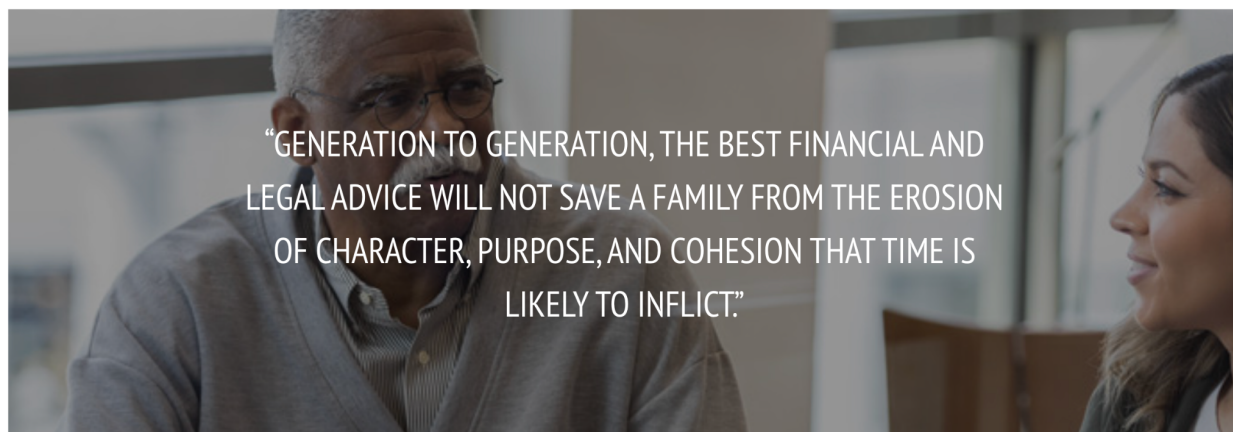 “GENERATION TO GENERATION, THE BEST FINANCIAL AND
LEGAL ADVICE WILL NOT SAVE A FAMILY FROM THE EROSION
OF CHARACTER, PURPOSE, AND COHESION THAT TIME IS
LIKELY TO INFLICT.”